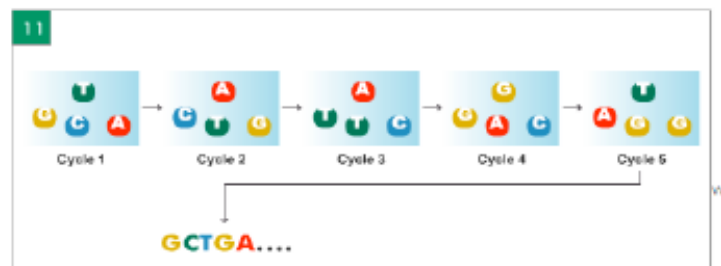 11
T A A G T
G C A C T G T T C G A C A G G
Cycle 1 Cycle 2 Cycle 3 Cycle 4 Cycle 5
GCTGA....